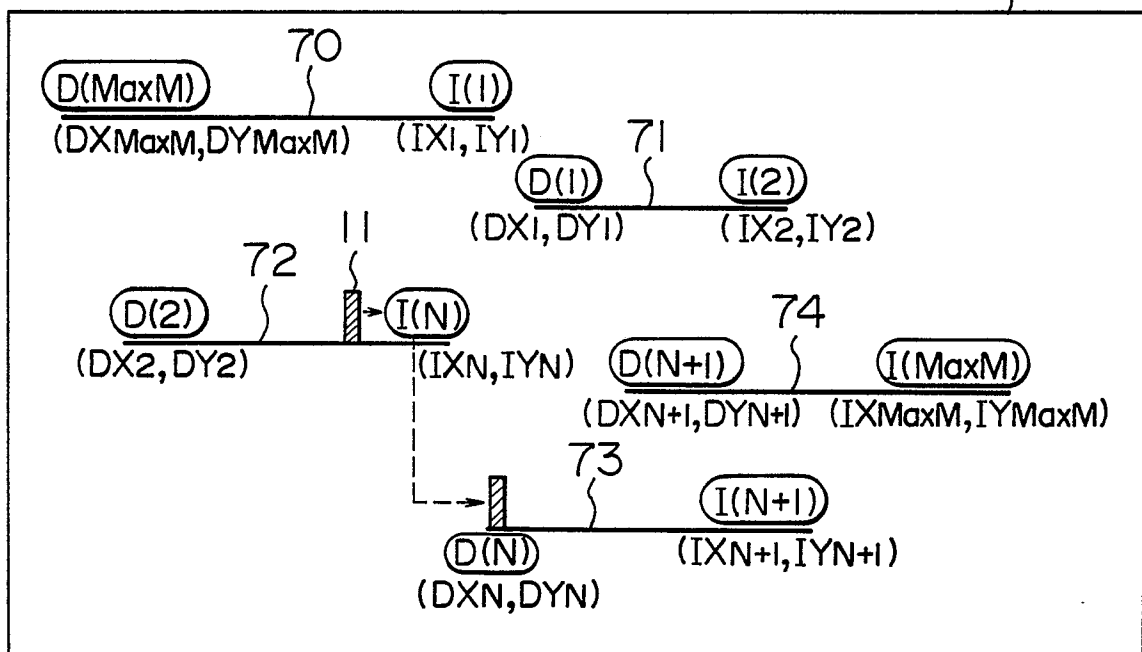 70
D(MaxM) I(1)
(DXMaxM,DYMaxM) (IX1,IY1)
71
D(1) I(2)
(DX1,DY1) (IX2,IY2)
11
72
D(2) I(N)
(DX2,DY2) (IXN,IYN)
74
D(N+1) I(MaxM)
(DXN+1,DYN+1) (IXMaxM,IYMaxM)
73
I(N+1)
(IXN+1,IYN+1)
D(N)
(DXN,DYN)